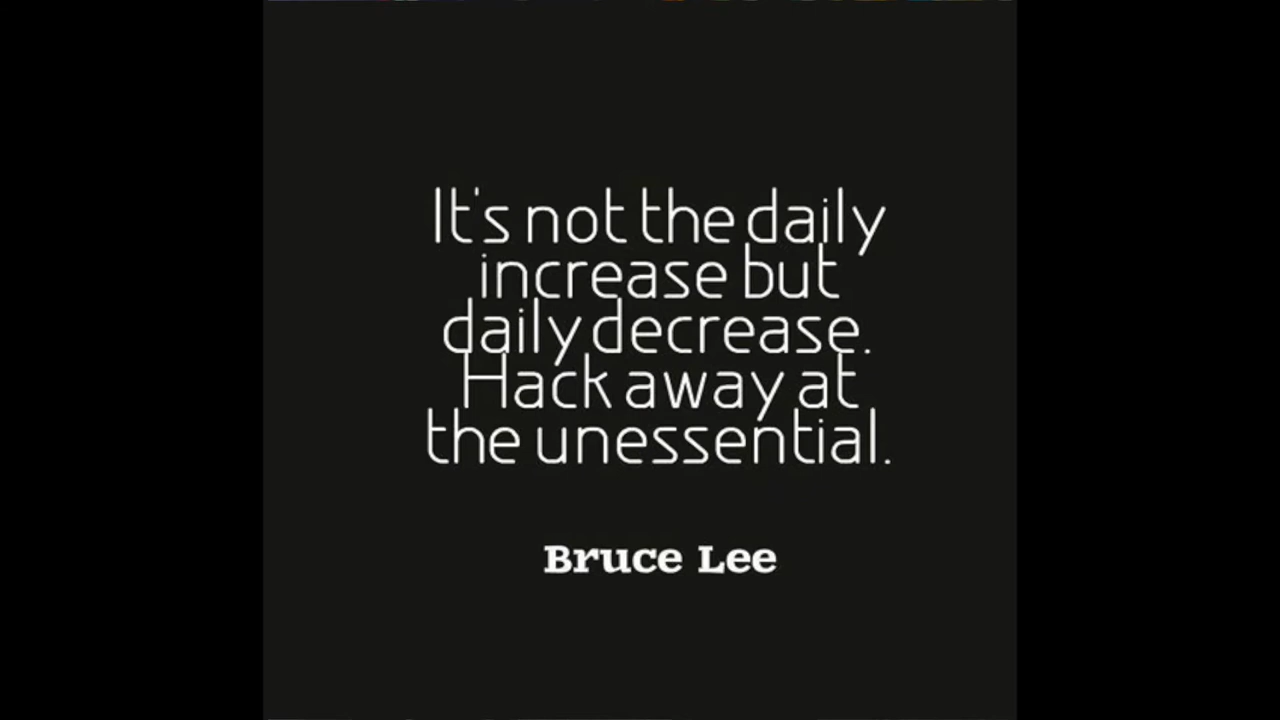 It's not the daily
increase but
daily decrease.
Hack away at
the unessential.
Bruce Lee